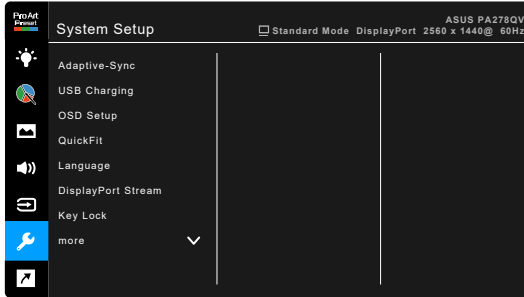 ProArt
Preset
System Setup
ASUS PA278QV
Standard Mode DisplayPort 2560 x 1440@ 60Hz
Adaptive-Sync
USB Charging
OSD Setup
QuickFit
Language
DisplayPort Stream
Key Lock
more